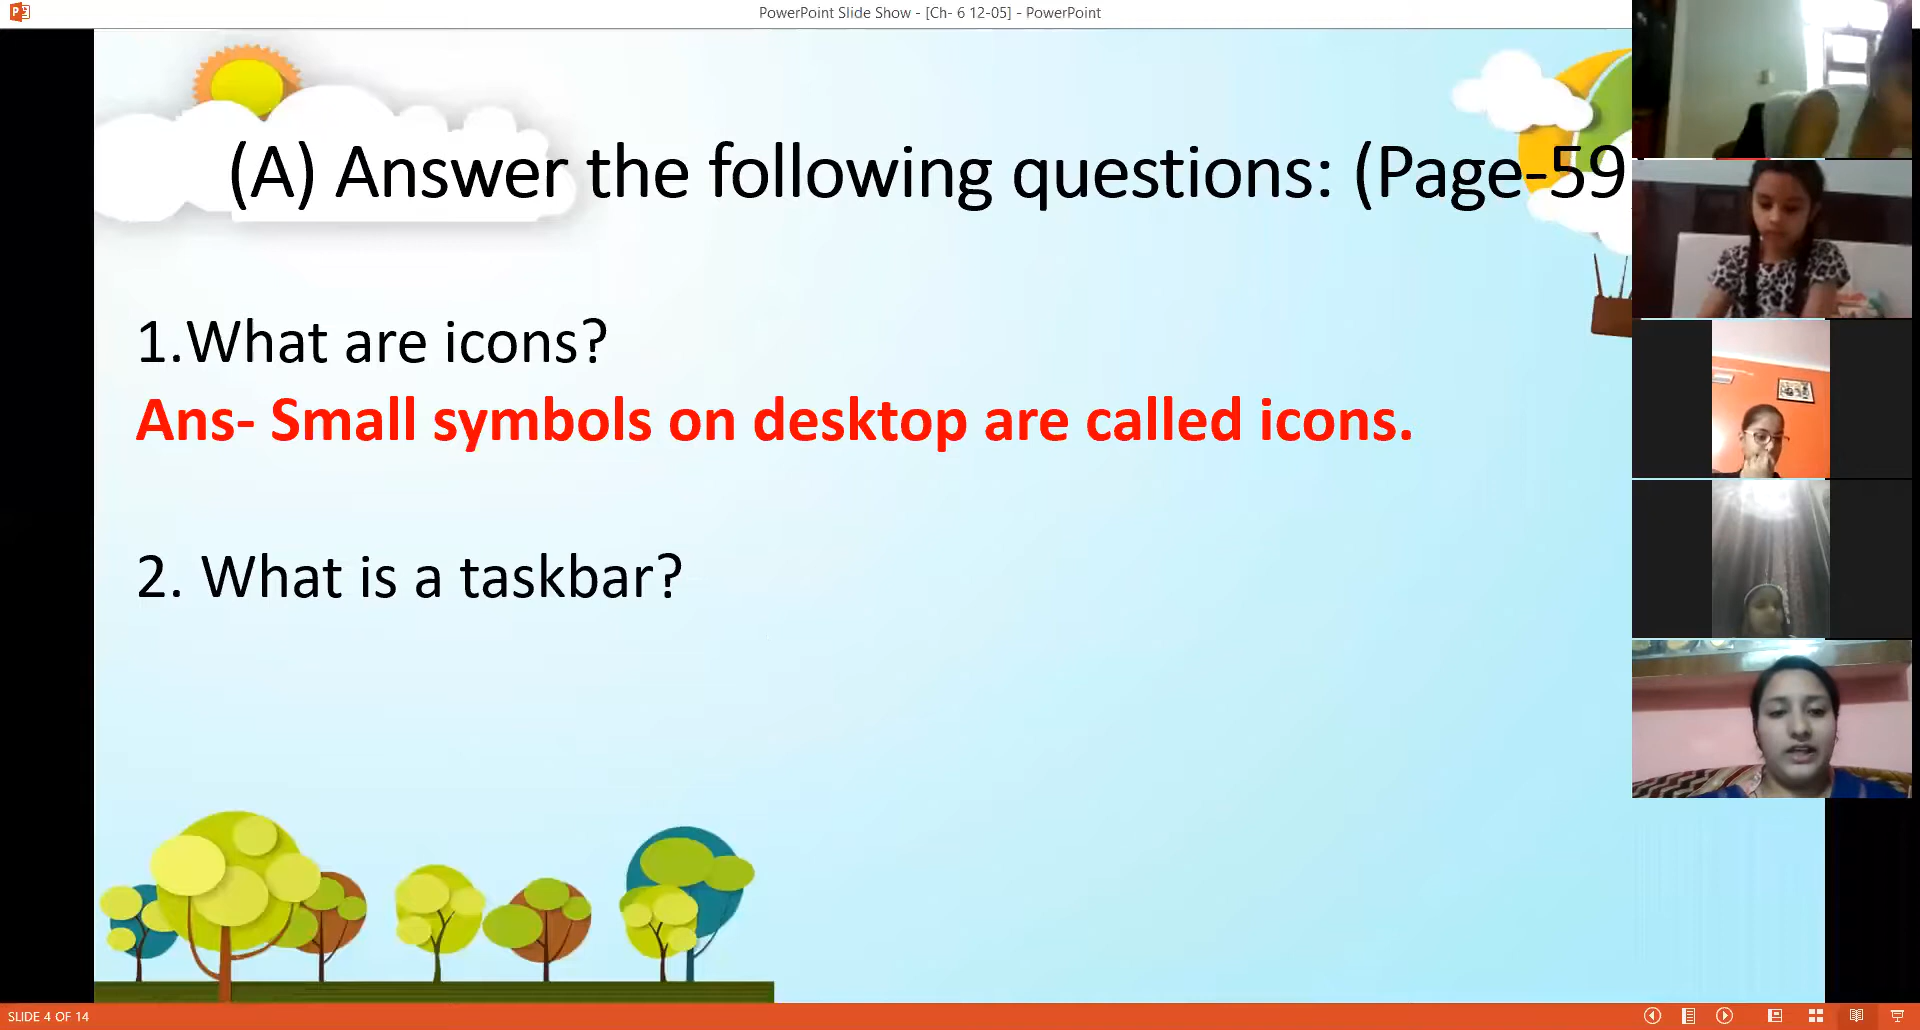 PowerPoint Slide Show - [Ch- 6 12-05] - PowerPoint
(A) Answer the following questions: (Page-59
1.What are icons?
Ans- Small symbols on desktop are called icons.
2. What is a taskbar?
SLIDE 4 OF 14